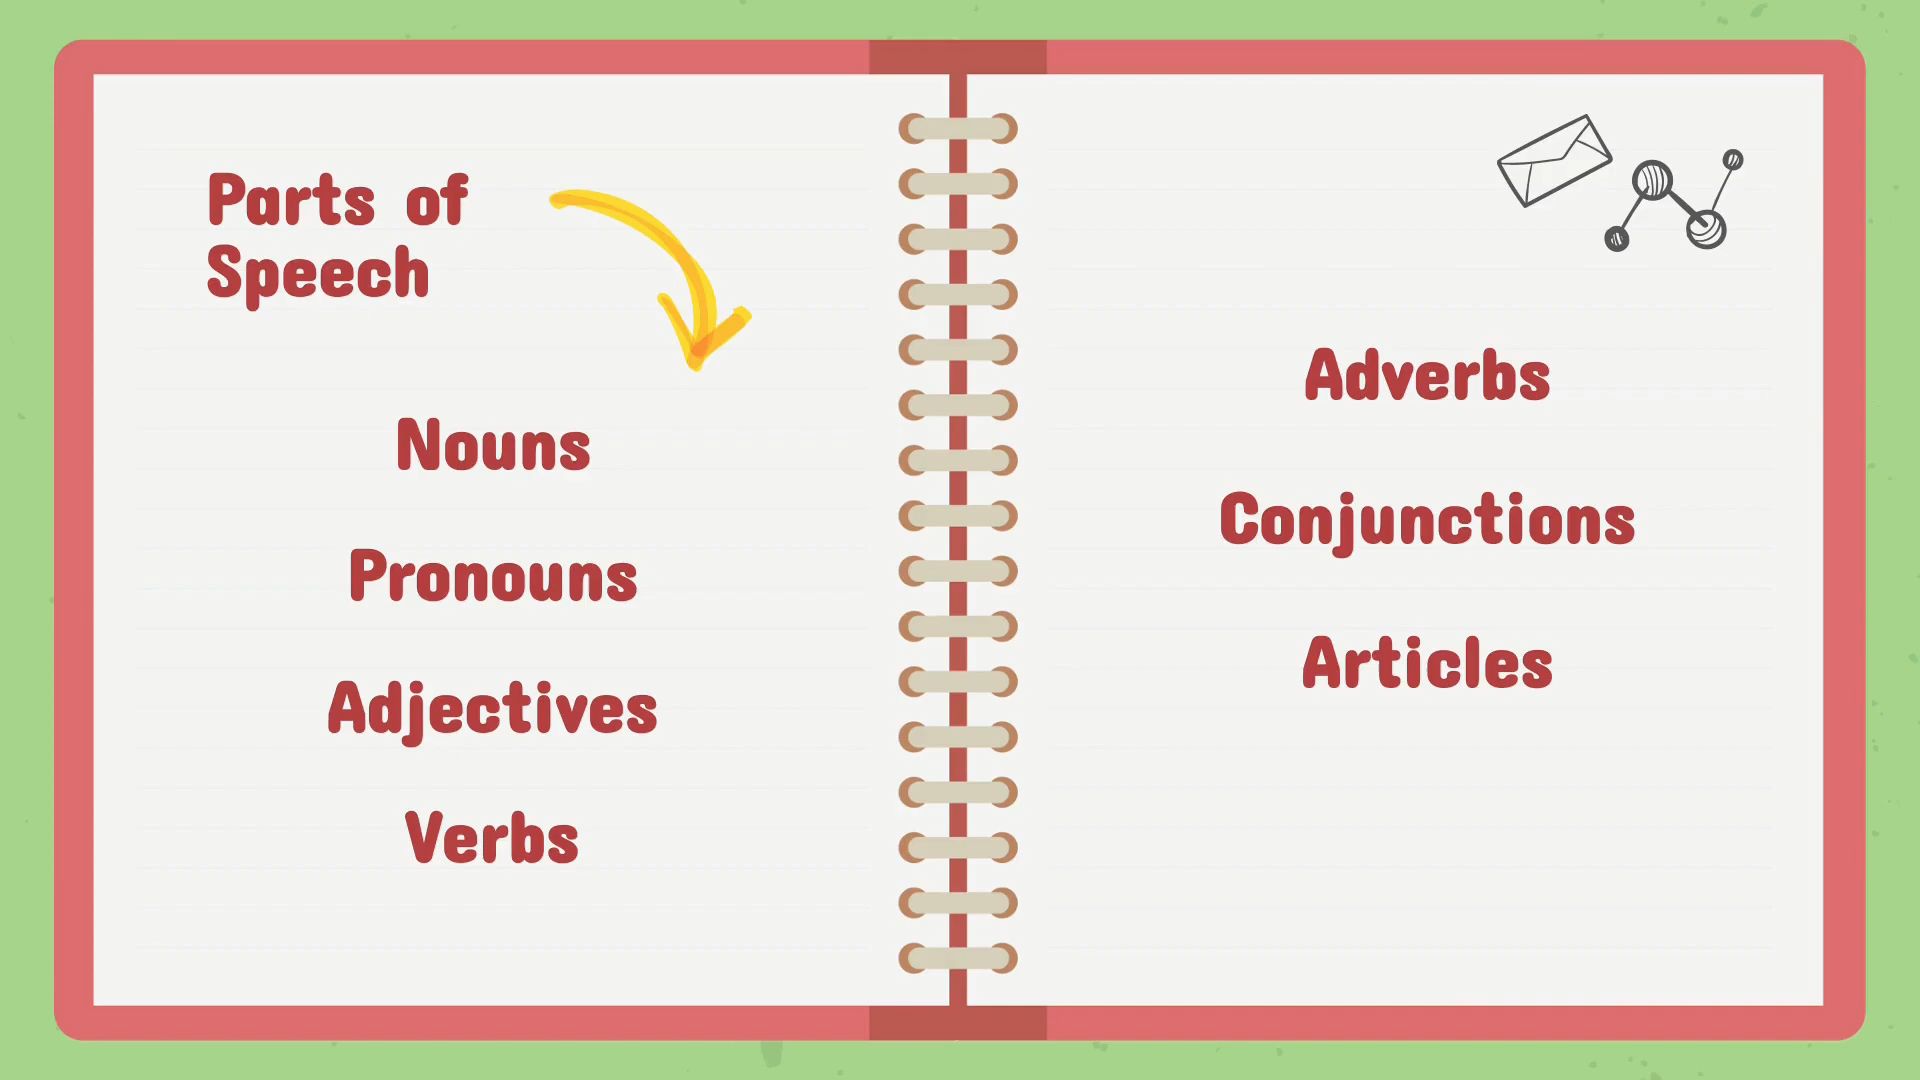 Parts of
Speech
Nouns
Pronouns
Adjectives
Verbs
Adverbs
Conjunctions
Articles